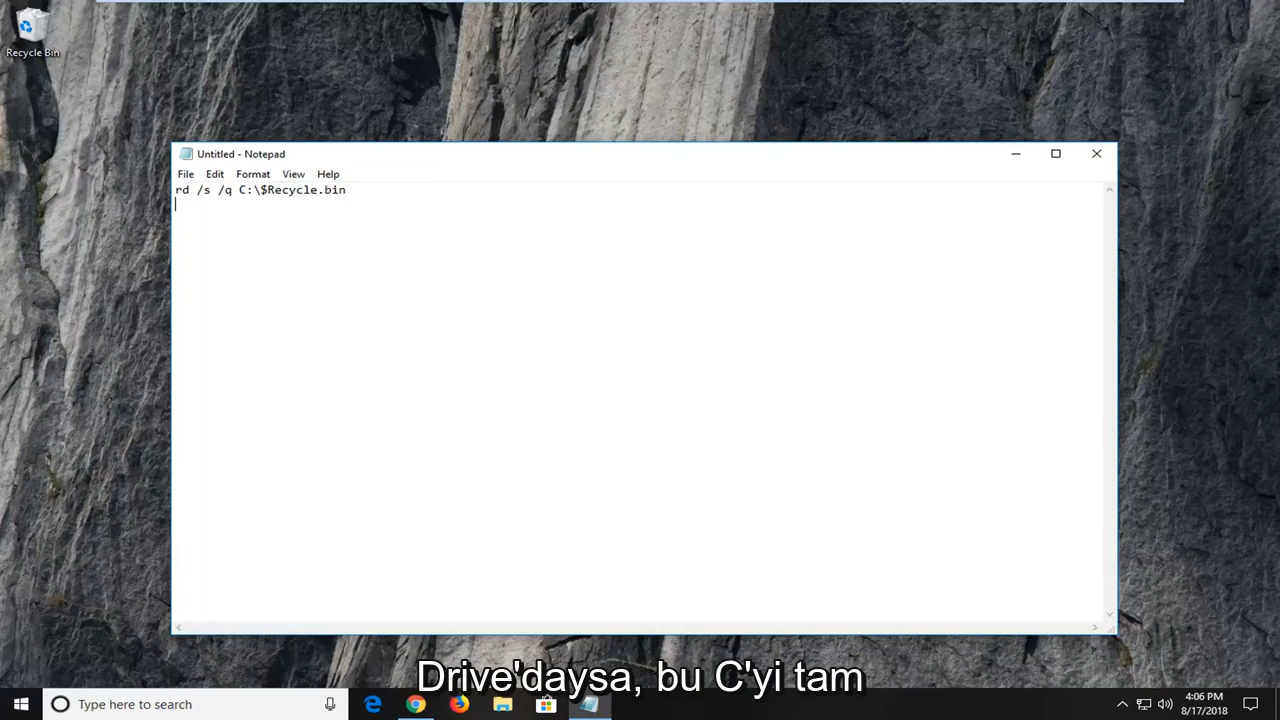 Recycle Bin
Untitled - Notepad
File Edit Format View Help
rd /s /q C:\$Recycle.bin
Drive'daysa, bu C'yi tam
Type here to search
4:06 PM
8/17/2018